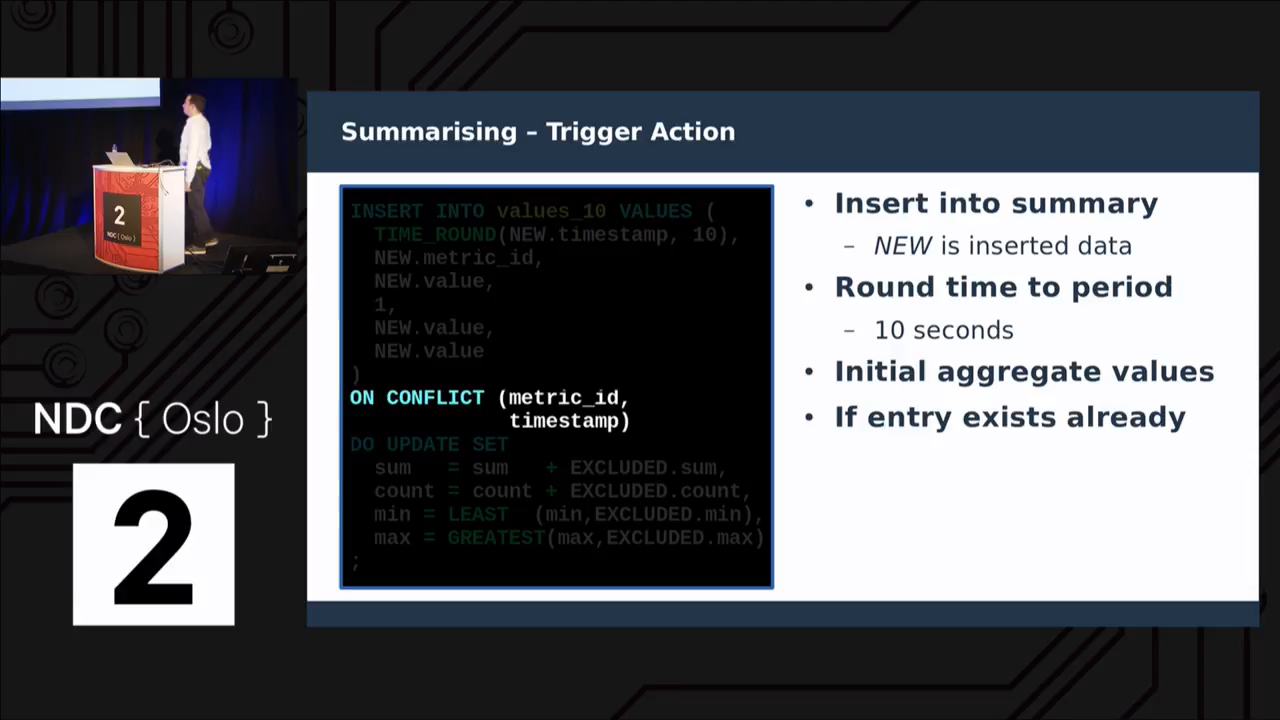 Summarising – Trigger Action
INSERT INTO values_10 VALUES (
TIME_ROUND(NEW.timestamp, 10),
NEW.metric_id,
NEW.value,
1,
NEW.value,
NEW.value
)
ON CONFLICT (metric_id,
timestamp)
DO UPDATE SET
sum = sum + EXCLUDED.sum,
count = count + EXCLUDED.count,
min = LEAST (min,EXCLUDED.min),
max = GREATEST(max,EXCLUDED.max)
;
• Insert into summary
– NEW is inserted data
• Round time to period
– 10 seconds
• Initial aggregate values
• If entry exists already
2
NDC { Oslo }
NDC { Oslo }
2